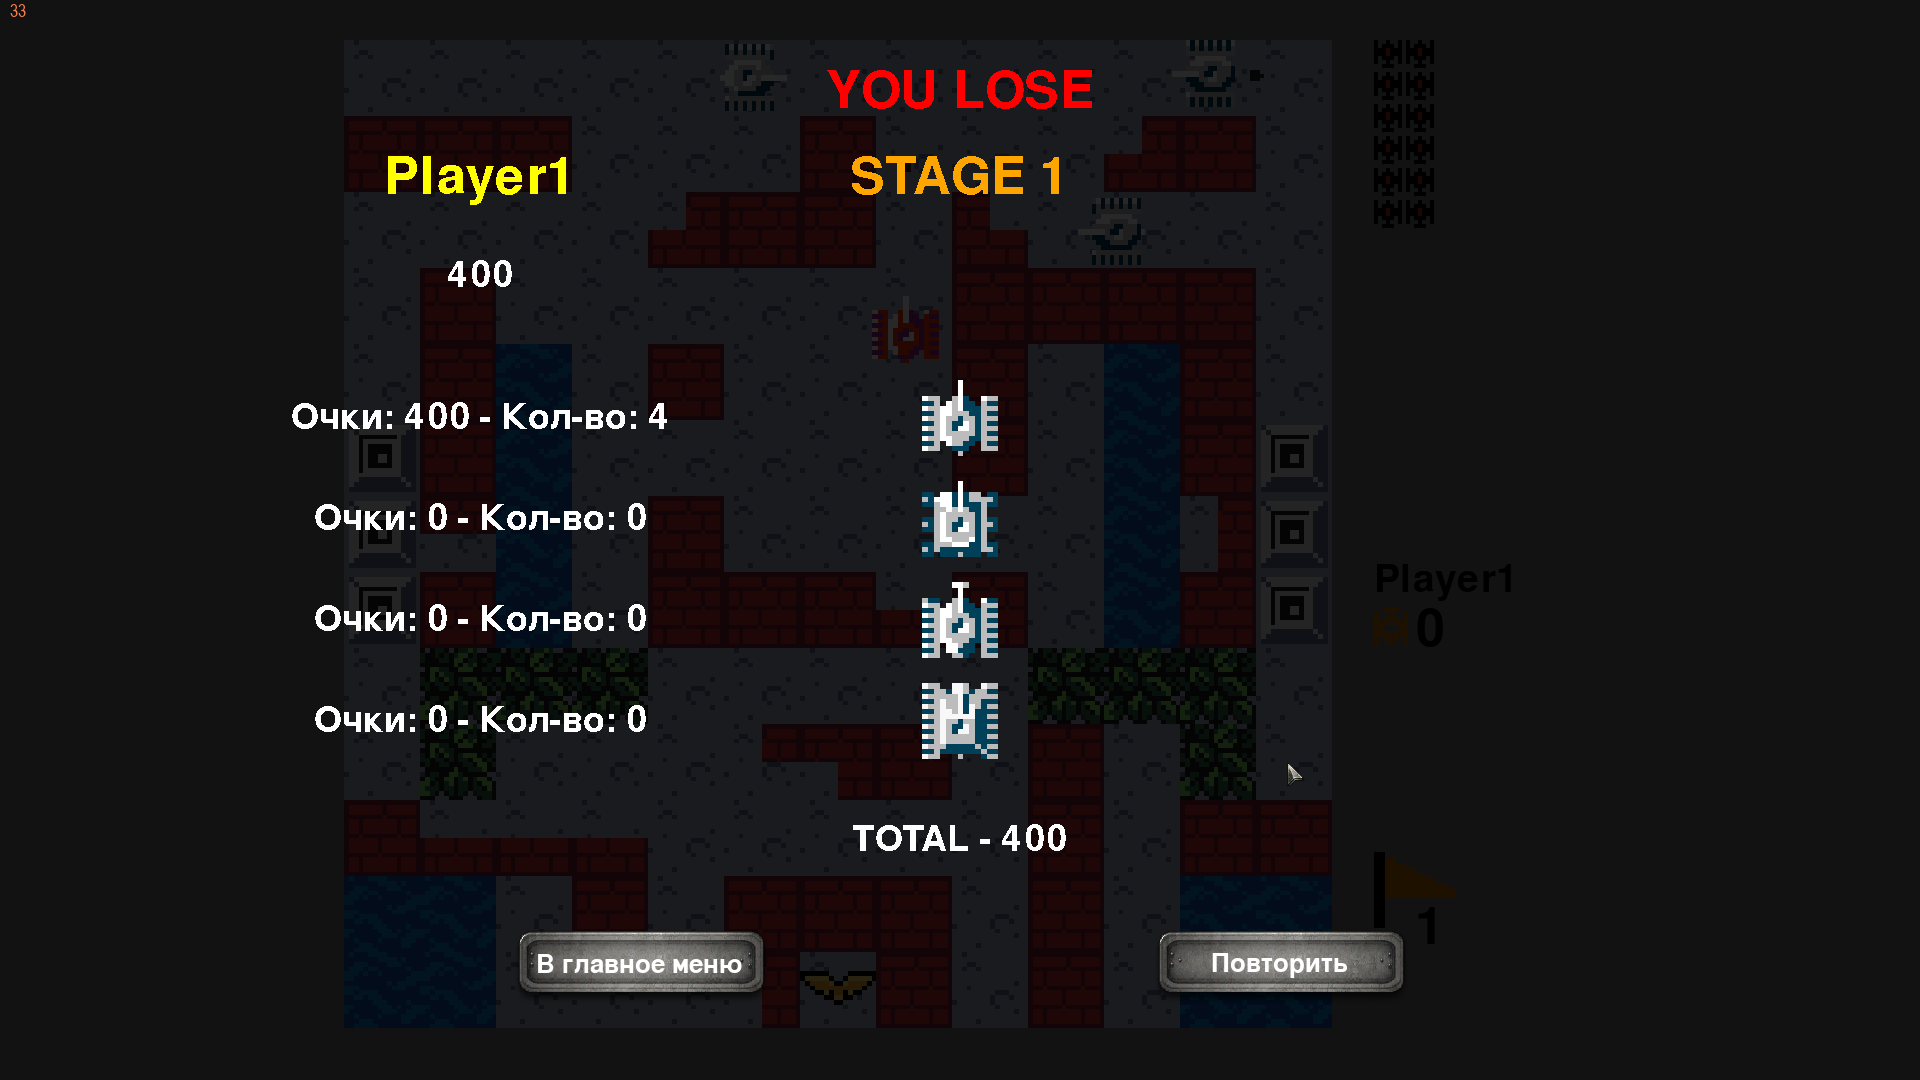 33
YOU LOSE
Player1
STAGE 1
400
Очки: 400 - Кол-во: 4
Очки: 0 - Кол-во: 0
Player1
Очки: 0 - Кол-во: 0
0
Очки: 0 - Кол-во: 0
TOTAL - 400
1
В главное меню
Повторить